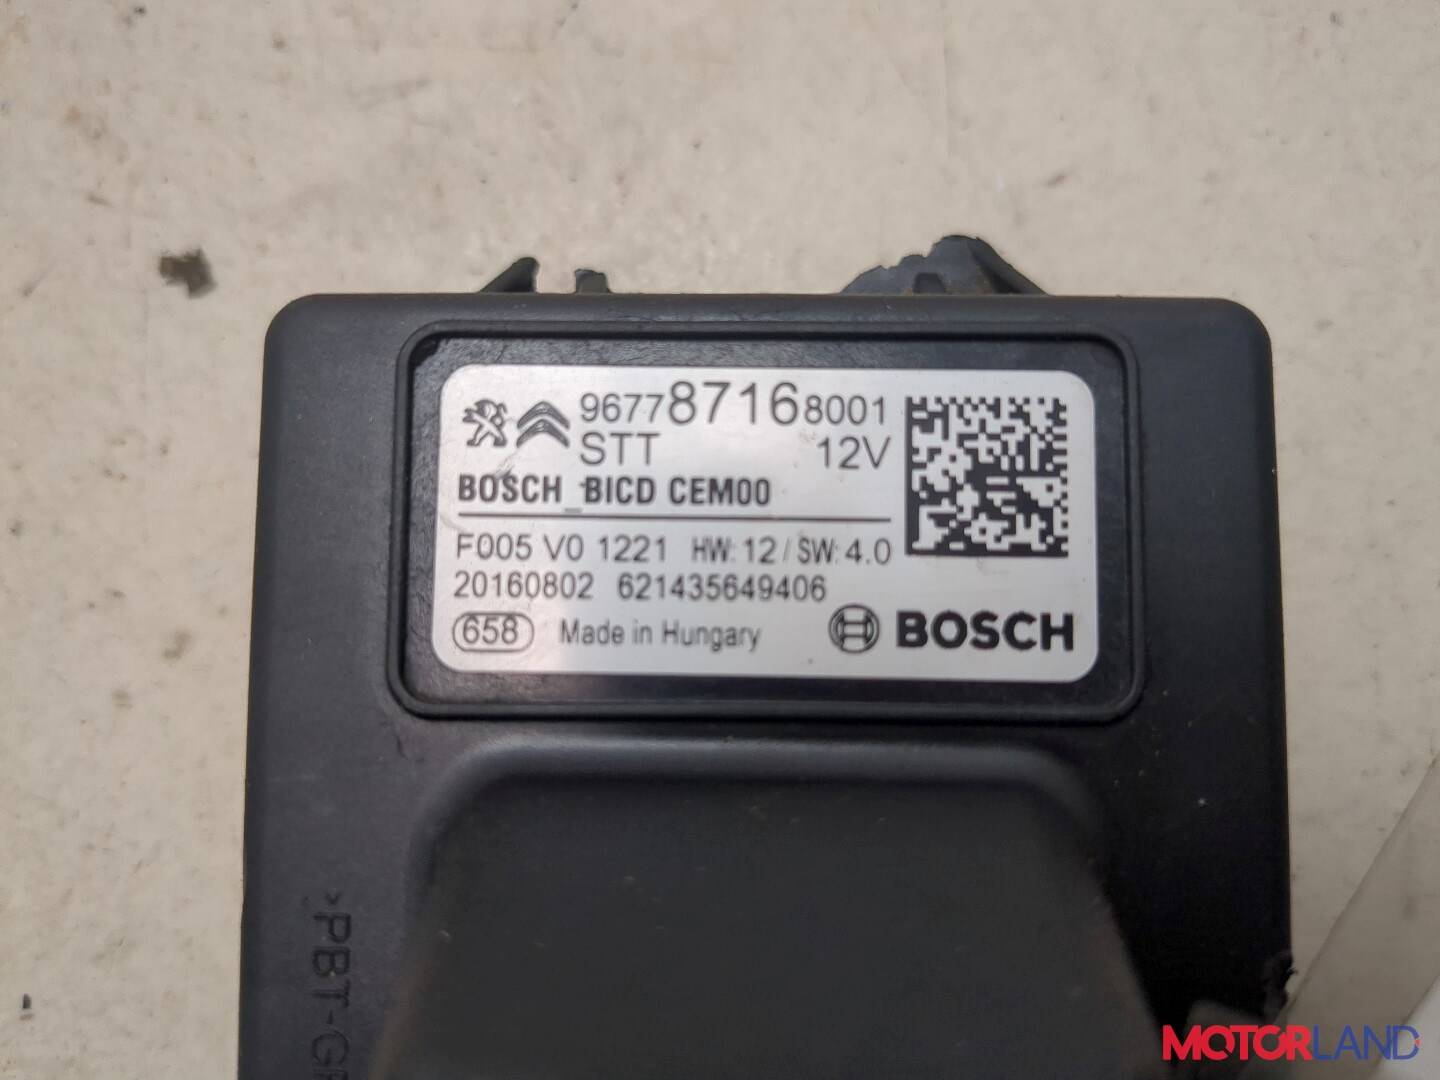 96778716 8001
STT 12V
BOSCH_BICD CEM00
F005 V0 1221 HW: 12 / SW: 4.0
20160802 621435649406
658 Made in Hungary BOSCH
>PBT-G
MOTORLAND